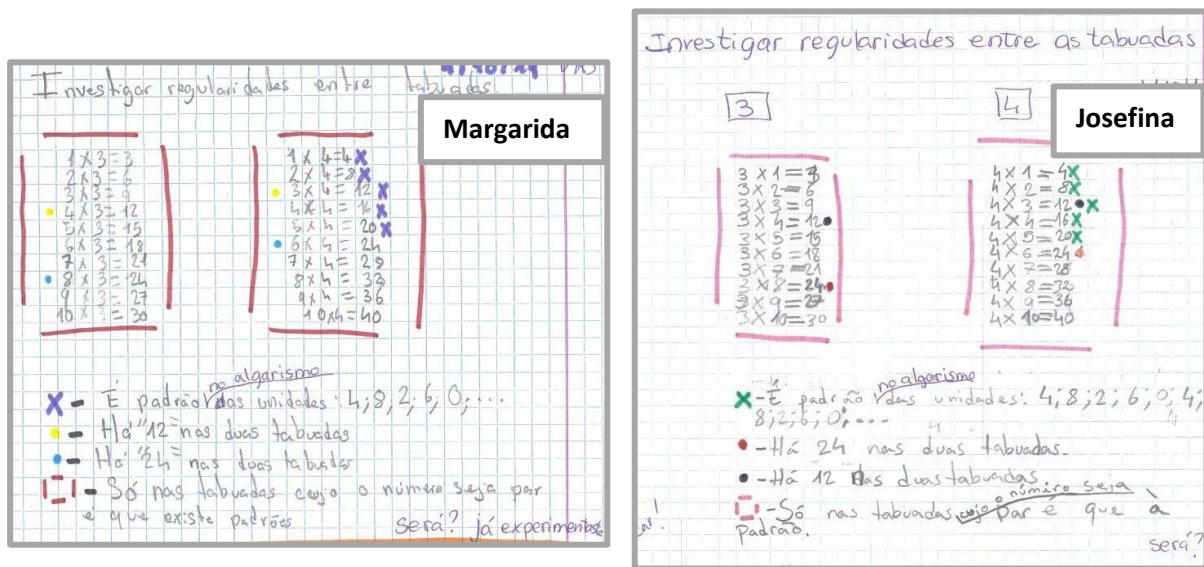 Investigar regularidades entre tabuadas
Margarida
1 x 3 = 3
2 x 3 = 6
3 x 3 = 9
4 x 3 = 12
5 x 3 = 15
6 x 3 = 18
7 x 3 = 21
8 x 3 = 24
9 x 3 = 27
10 x 3 = 30
1 x 4 = 4 x
2 x 4 = 8 x
3 x 4 = 12 x
4 x 4 = 16 x
5 x 4 = 20 x
6 x 4 = 24
7 x 4 = 28
8 x 4 = 32
9 x 4 = 36
10x4 = 40
no algarismo
X - É padrão das unidades: 4; 8, 2; 6; 0; ...
- Há "12" nas duas tabuadas
- Há "24" nas duas tabuadas
- Só nas tabuadas cujo o número seja par
é que existe padrões
Será? já experimentas
Investigar regularidades entre as tabuadas
Josefina
3
4
3 x 1 = 3
3 x 2 = 6
3 x 3 = 9
3 x 4 = 12
3 x 5 = 15
3 x 6 = 18
3 x 7 = 21
3 x 8 = 24
3 x 9 = 27
3 x 10 = 30
4 x 1 = 4 x
4 x 2 = 8 x
4 x 3 = 12 x
4 x 4 = 16 x
4 x 5 = 20 x
4 x 6 = 24
4 x 7 = 28
4 x 8 = 32
4 x 9 = 36
4 x 10 = 40
no algarismo
X - É padrão das unidades: 4; 8; 2; 6; 0; 4;
8; 2; 6; 0; ...
- Há 24 nas duas tabuadas.
- Há 12 nas duas tabuadas
o número seja
- Só nas tabuadas cujo par é que à
padrão.
será?